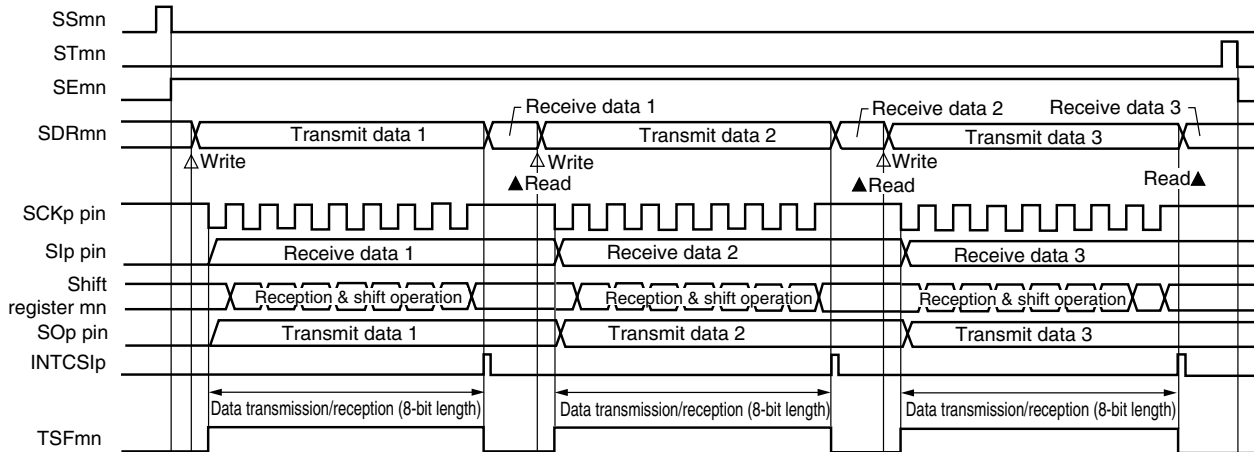 SSmn
STmn
SEmn
Receive data 1
Receive data 2
Receive data 3
SDRmn
Transmit data 1
Transmit data 2
Transmit data 3
△Write
△Write
△Write
▲Read
▲Read
Read▲
SCKp pin
SIp pin
Receive data 1
Receive data 2
Receive data 3
Shift
register mn
Reception & shift operation
Reception & shift operation
Reception & shift operation
SOp pin
Transmit data 1
Transmit data 2
Transmit data 3
INTCSIp
Data transmission/reception (8-bit length)
Data transmission/reception (8-bit length)
Data transmission/reception (8-bit length)
TSFmn